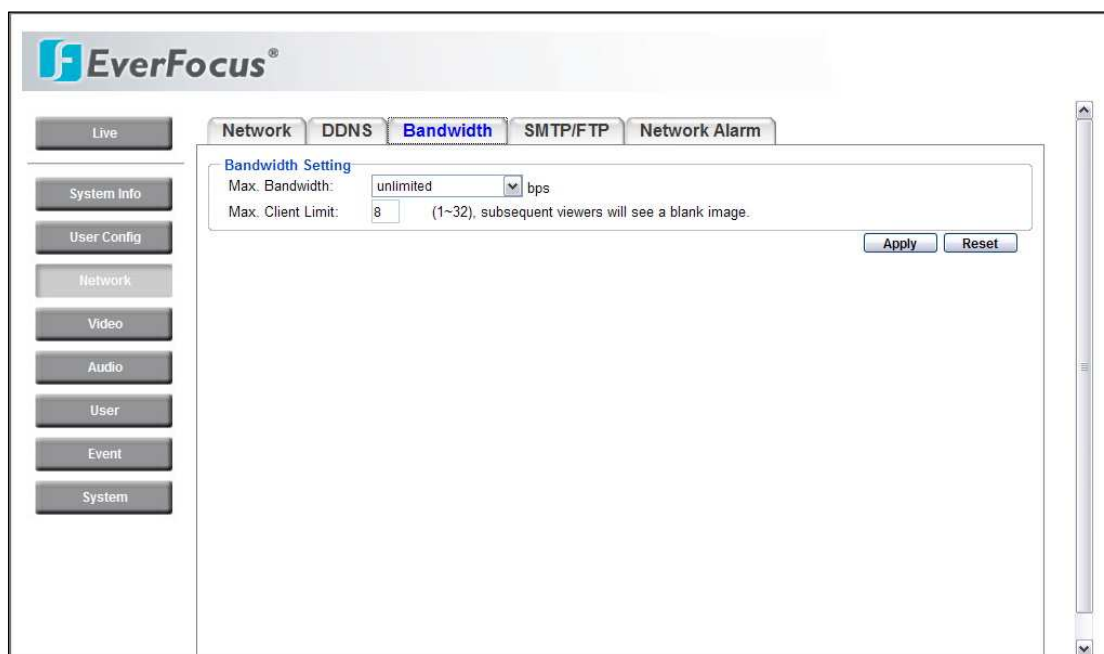 EverFocus®
Live
System Info
User Config
Network
Video
Audio
User
Event
System
Network DDNS Bandwidth SMTP/FTP Network Alarm
Bandwidth Setting
Max. Bandwidth: unlimited bps
Max. Client Limit: 8 (1~32), subsequent viewers will see a blank image.
Apply Reset